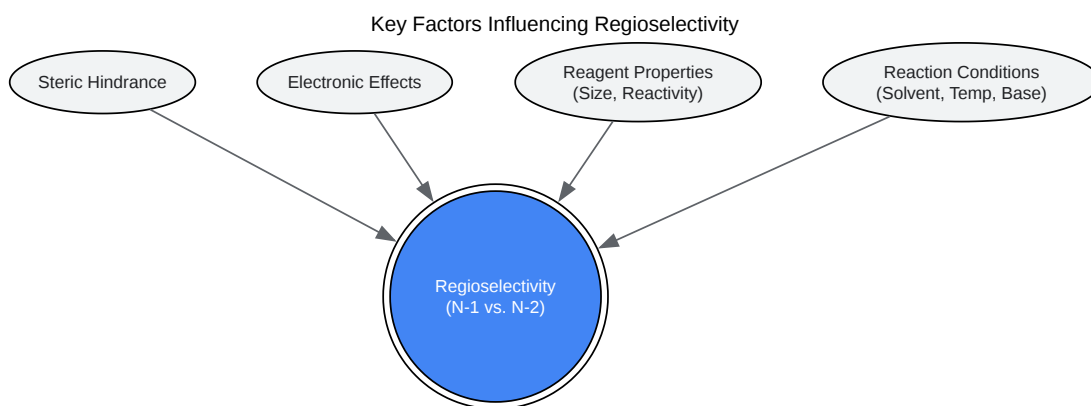 Key Factors Influencing Regioselectivity
Steric Hindrance
Electronic Effects
Reagent Properties
(Size, Reactivity)
Reaction Conditions
(Solvent, Temp, Base)
Regioselectivity
(N-1 vs. N-2)